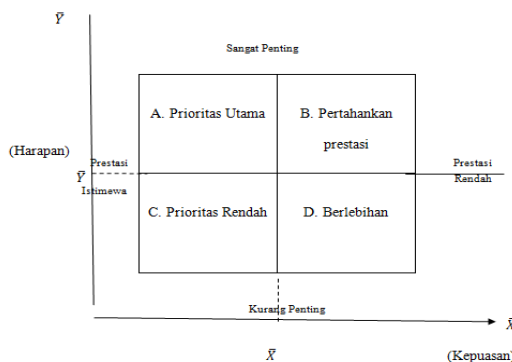 Ȳ
Sangat Penting
A. Prioritas Utama
B. Pertahankan
prestasi
(Harapan)
Prestasi
Ȳ
Istimewa
Prestasi
Rendah
C. Prioritas Rendah
D. Berlebihan
Kurang Penting
X̄
X̄
(Kepuasan)